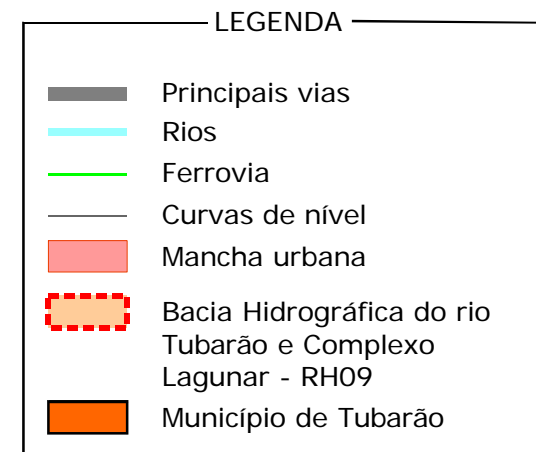 LEGENDA
Principais vias
Rios
Ferrovia
Curvas de nível
Mancha urbana
Bacia Hidrográfica do rio
Tubarão e Complexo
Lagunar - RH09
Município de Tubarão